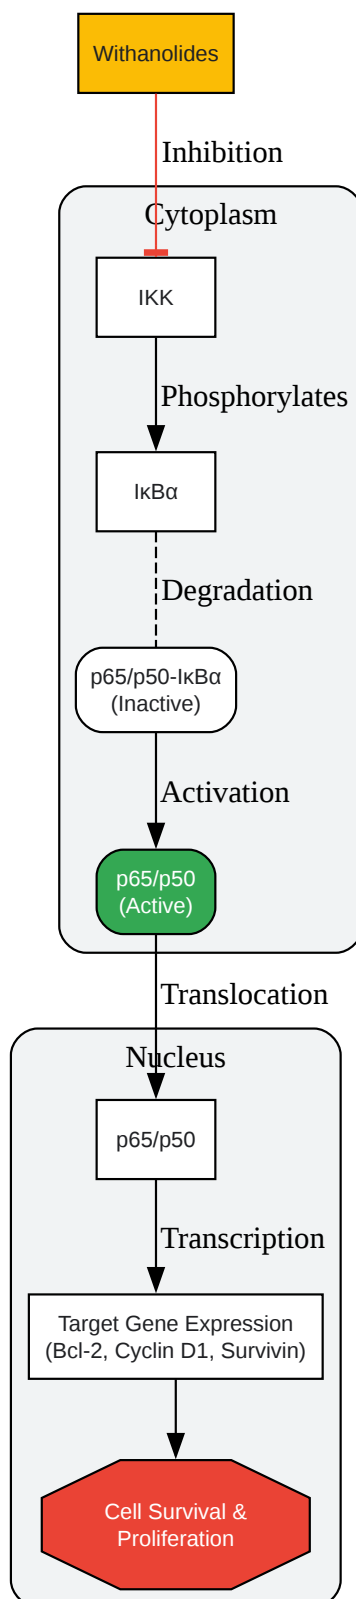 Withanolides
Inhibition
Cytoplasm
IKK
Phosphorylates
IκBα
Degradation
p65/p50-IκBα
(Inactive)
Activation
p65/p50
(Active)
Translocation
Nucleus
p65/p50
Transcription
Target Gene Expression
(Bcl-2, Cyclin D1, Survivin)
Cell Survival &
Proliferation